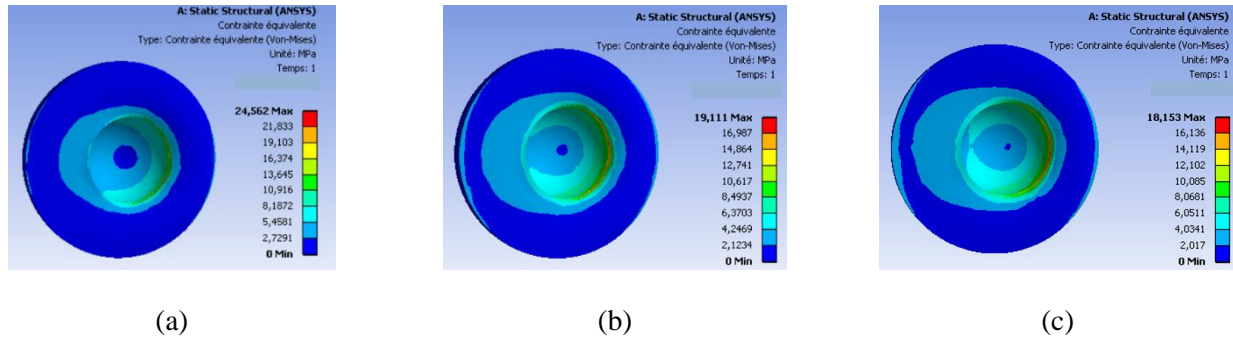 A: Static Structural (ANSYS)
Contrainte équivalente
Type: Contrainte équivalente (Von-Mises)
Unité: MPa
Temps: 1
24,562 Max
21,833
19,103
16,374
13,645
10,916
8,1872
5,4581
2,7291
0 Min
(a)
A: Static Structural (ANSYS)
Contrainte équivalente
Type: Contrainte équivalente (Von-Mises)
Unité: MPa
Temps: 1
19,111 Max
16,987
14,864
12,741
10,617
8,4937
6,3703
4,2469
2,1234
0 Min
(b)
A: Static Structural (ANSYS)
Contrainte équivalente
Type: Contrainte équivalente (Von-Mises)
Unité: MPa
Temps: 1
18,153 Max
16,136
14,119
12,102
10,085
8,0681
6,0511
4,0341
2,017
0 Min
(c)